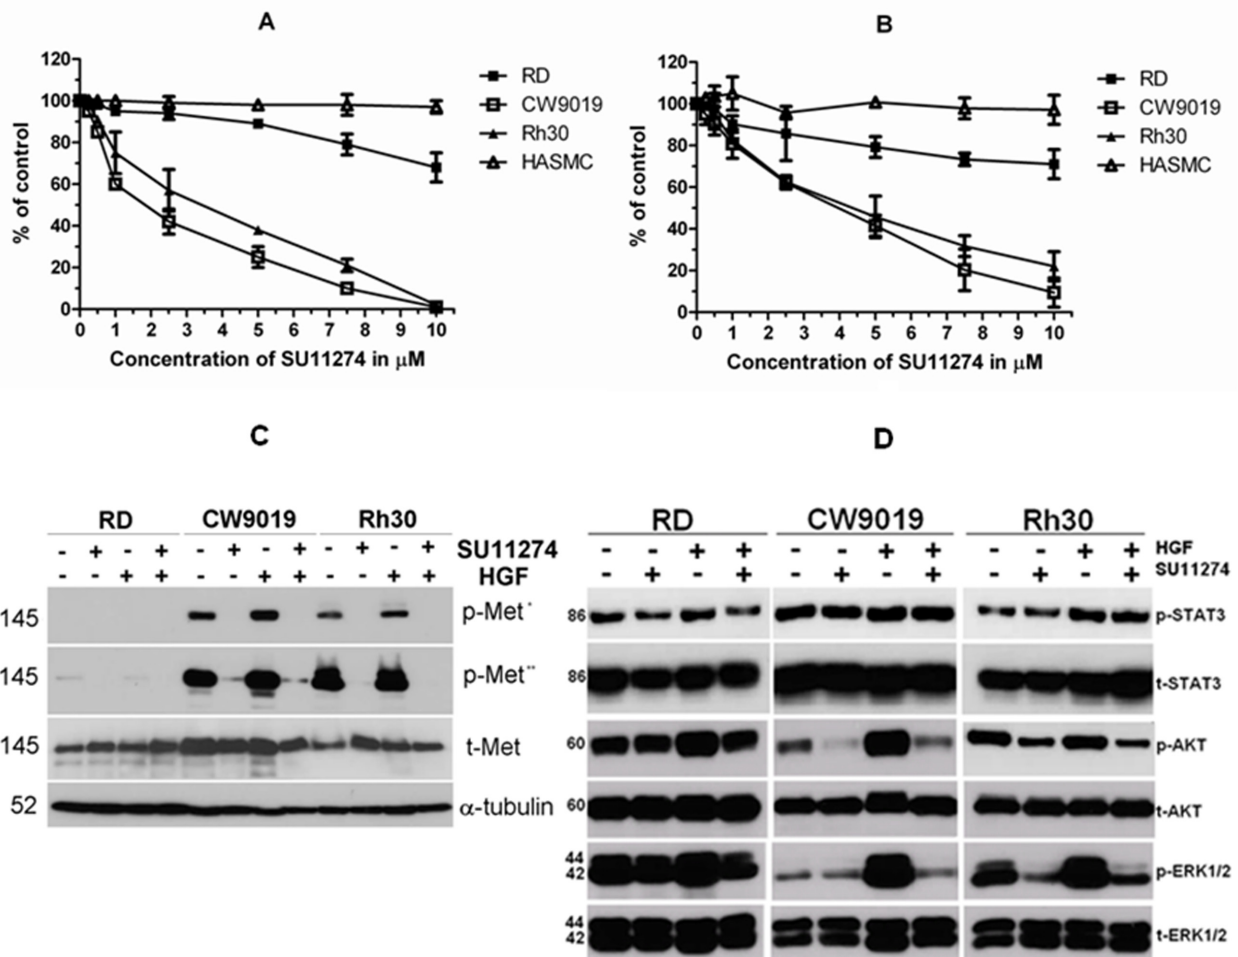 A
120
100
80
60
40
20
0
% of control
0 1 2 3 4 5 6 7 8 9 10
Concentration of SU11274 in µM
RD
CW9019
Rh30
HASMC
B
120
100
80
60
40
20
0
% of control
0 1 2 3 4 5 6 7 8 9 10
Concentration of SU11274 in µM
RD
CW9019
Rh30
HASMC
C
RD CW9019 Rh30
- + - + - + - + - + - + SU11274
- - + + - - + + - - + + HGF
145 p-Met*
145 p-Met**
145 t-Met
52 α-tubulin
D
RD CW9019 Rh30
- - + + - - + + - - + + HGF
- + - + - + - + - + - + SU11274
86 p-STAT3
86 t-STAT3
60 p-AKT
60 t-AKT
44
42 p-ERK1/2
44
42 t-ERK1/2